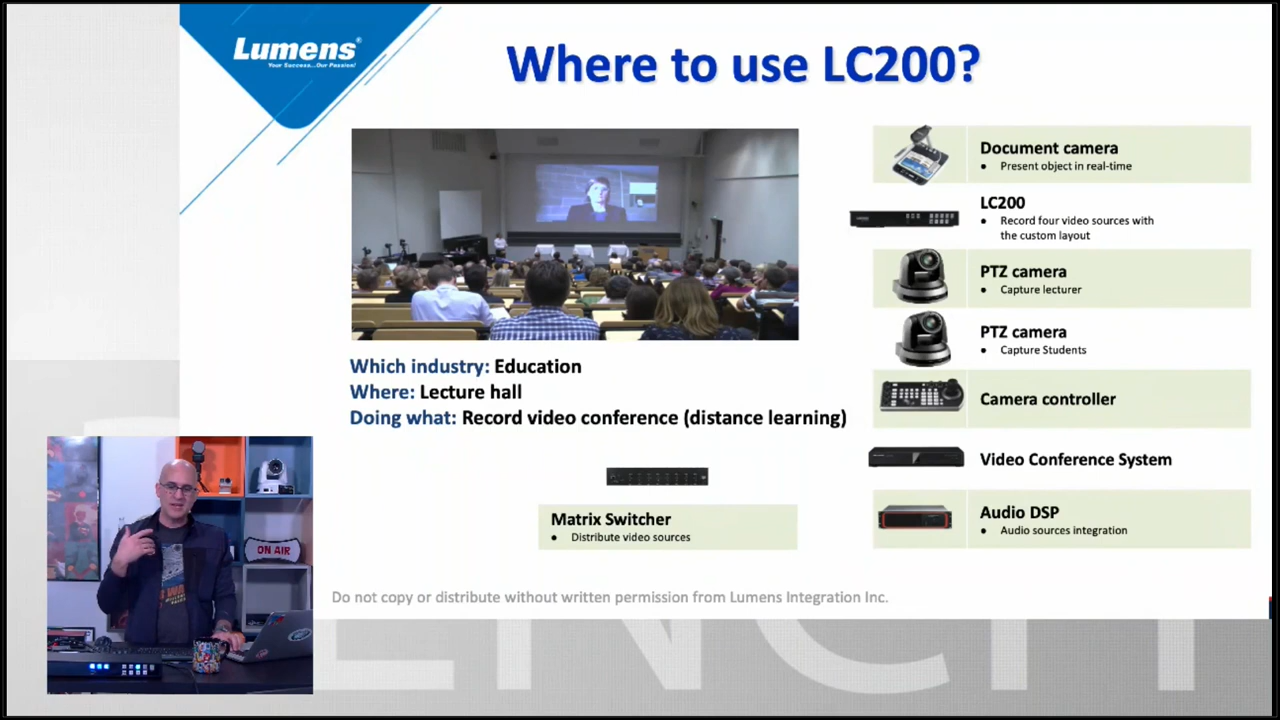 Lumens®
Your Success...Our Passion!
Where to use LC200?
Document camera
• Present object in real-time
LC200
• Record four video sources with
the custom layout
PTZ camera
• Capture lecturer
PTZ camera
• Capture Students
Camera controller
Video Conference System
Audio DSP
• Audio sources integration
Which industry: Education
Where: Lecture hall
Doing what: Record video conference (distance learning)
Matrix Switcher
• Distribute video sources
Do not copy or distribute without written permission from Lumens Integration Inc.
ON AIR